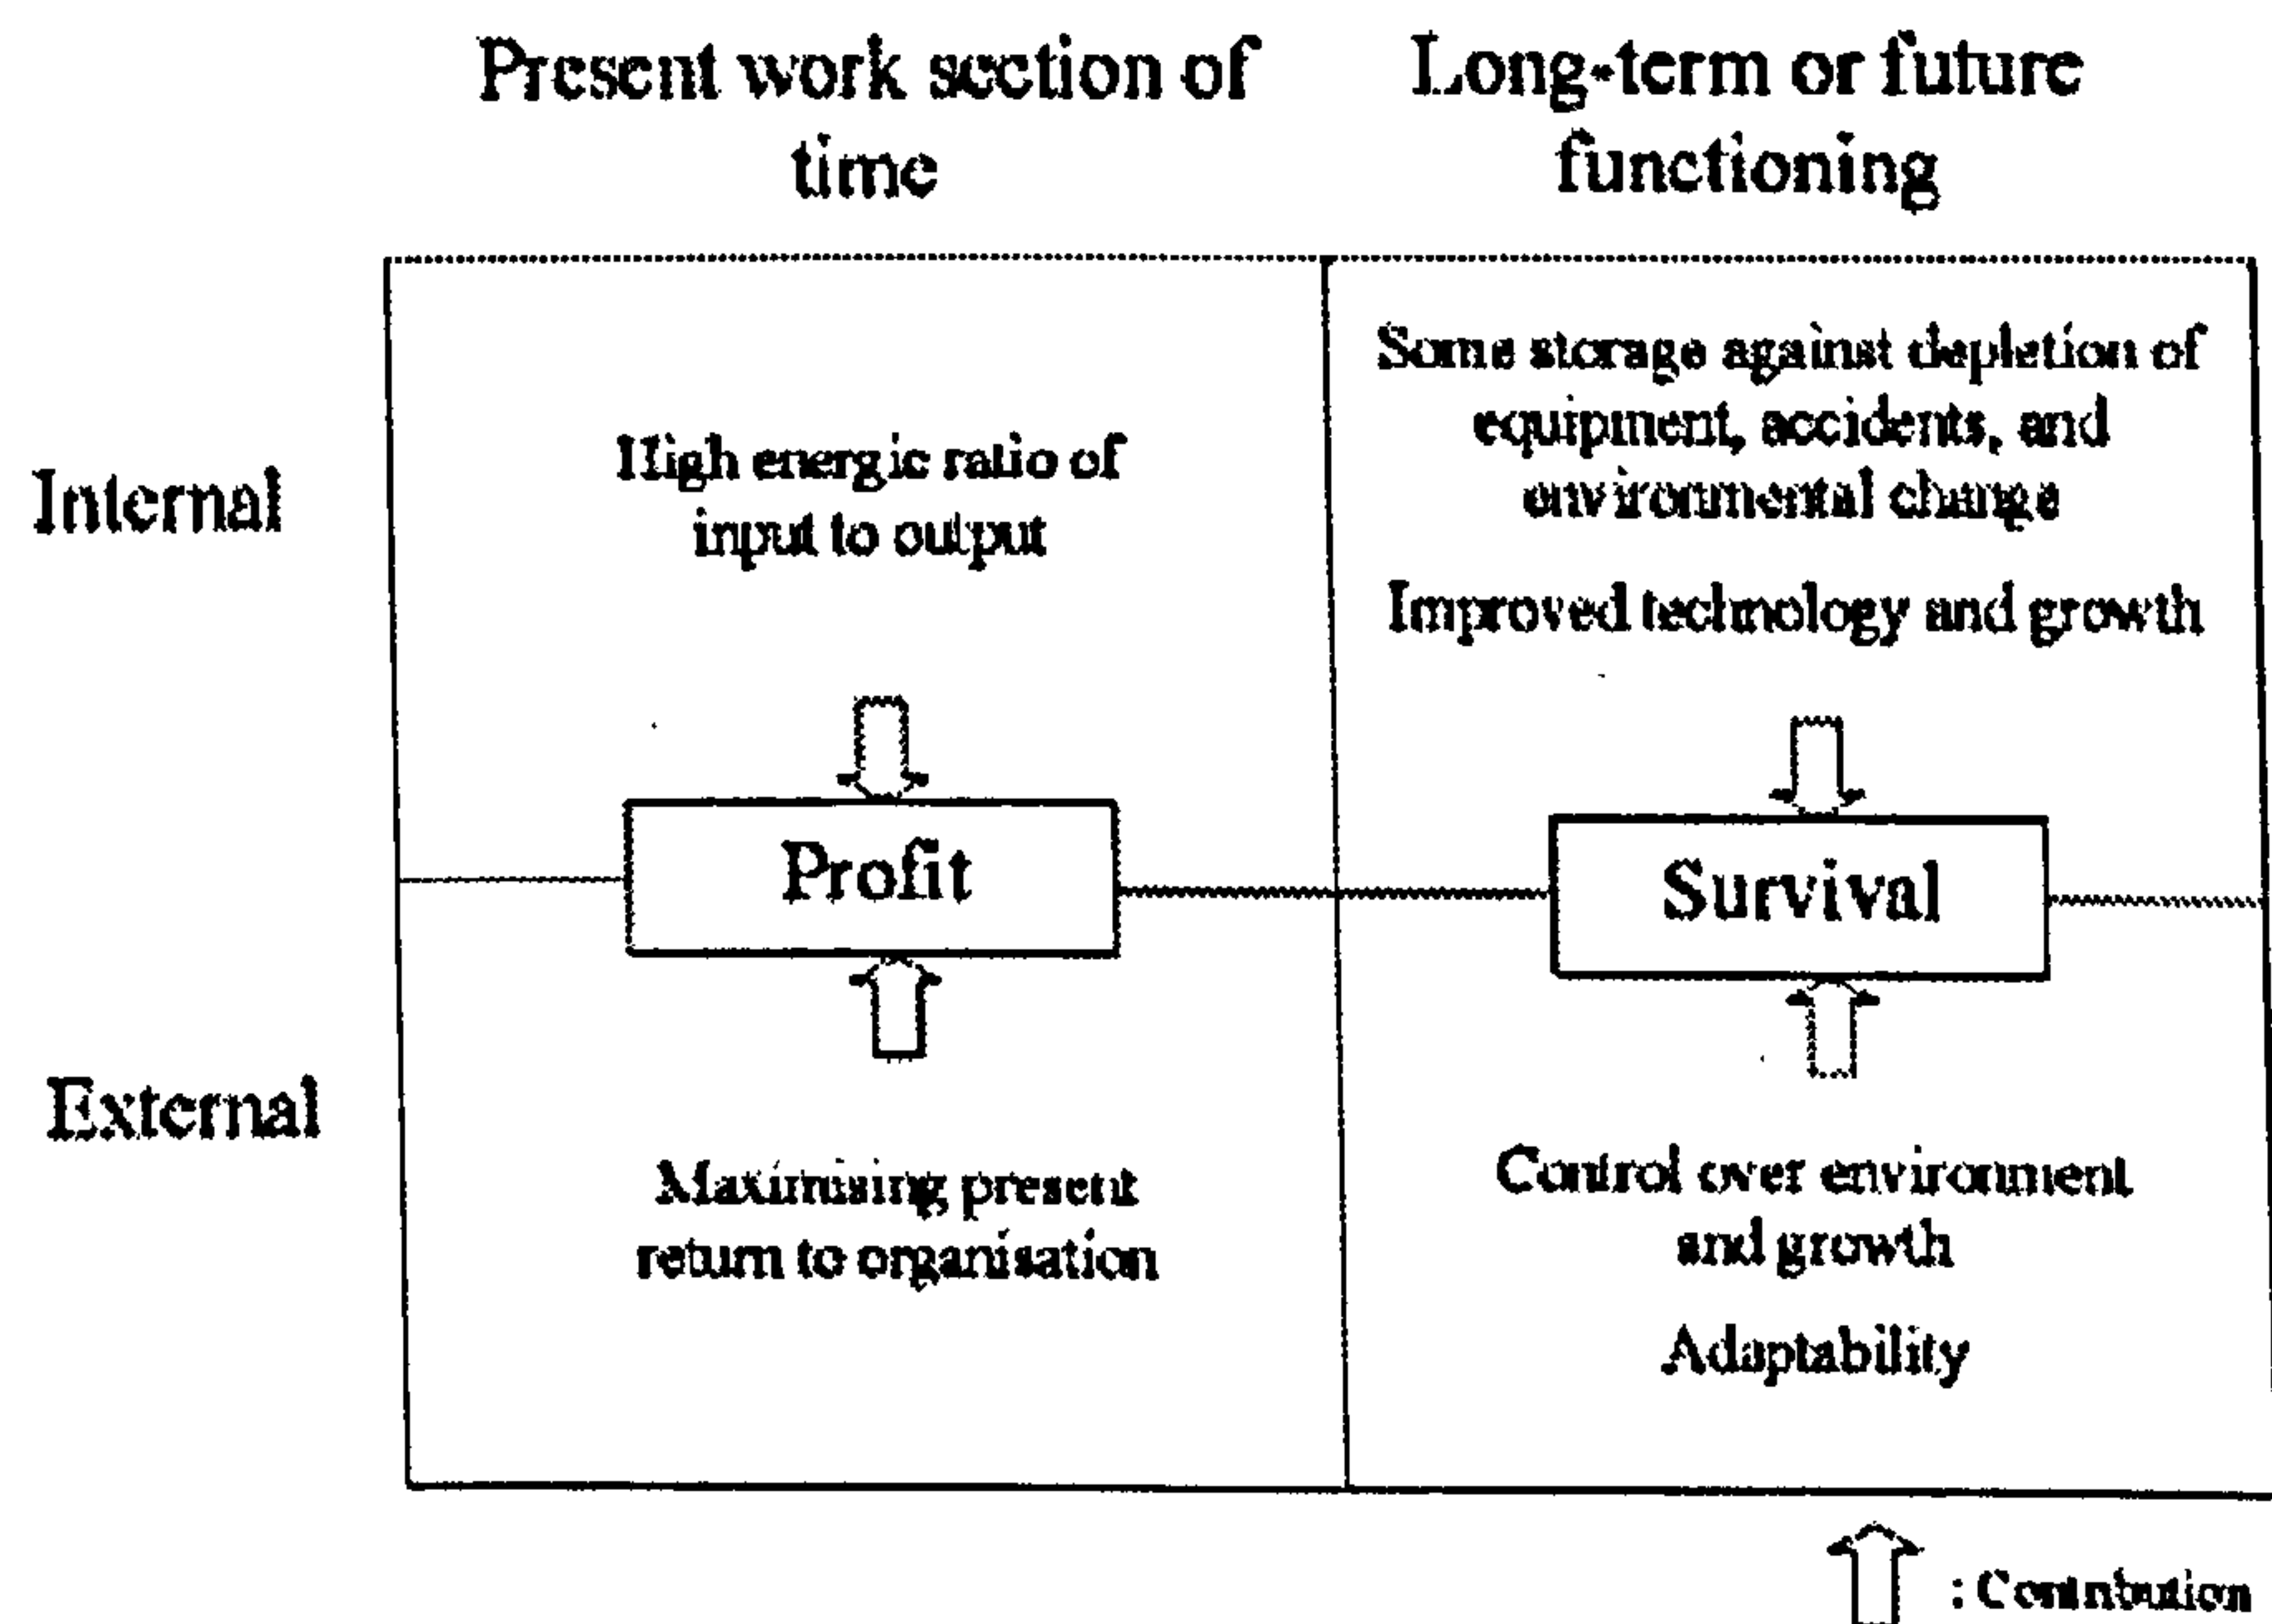 Present work section of
time
Long-term or future
functioning
Internal
High energic ratio of
input to output
Some storage against depletion of
equipment, accidents, and
environmental change
Improved technology and growth
Profit
Survival
External
Maximising present
return to organisation
Control over environment
and growth
Adaptability
: Contribution